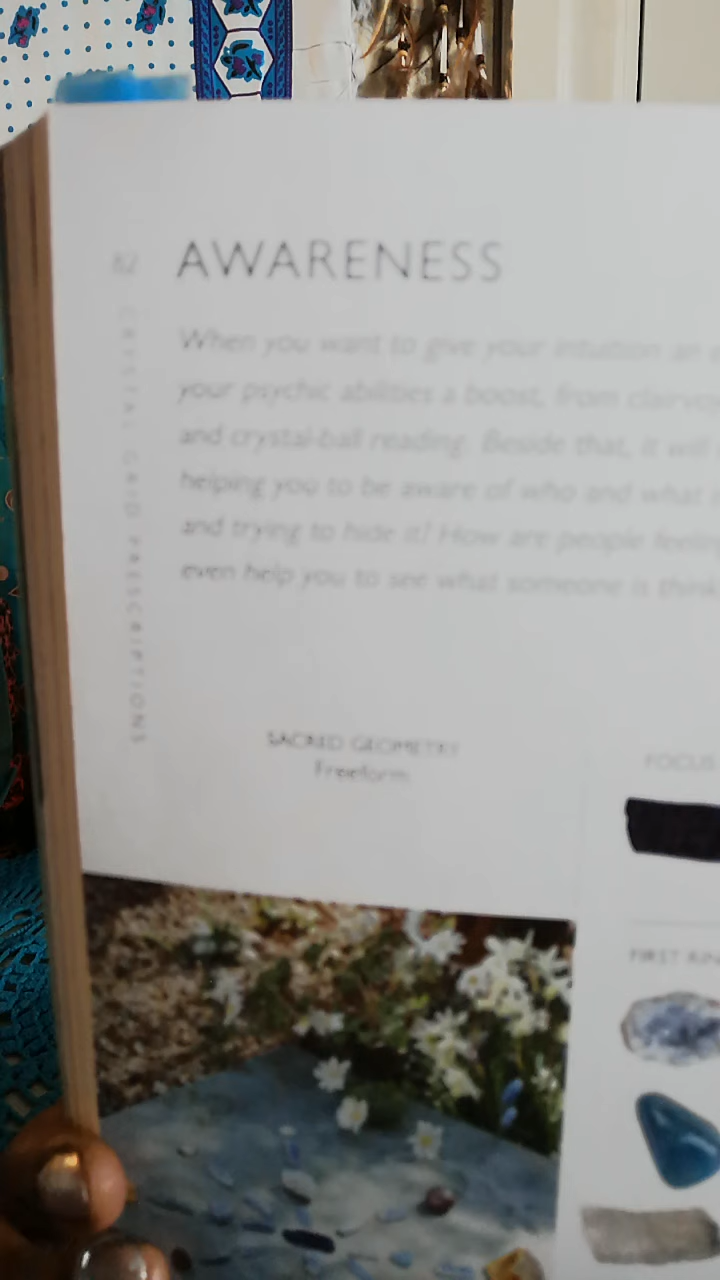 82
AWARENESS
CRYSTAL GRID PRESCRIPTIONS
When you want to give your intuition an
your psychic abilities a boost, from
and crystal-ball reading. Beside that, it will
helping you to be aware of who and what
and trying to hide it! How are people
even help you to see what someone is
SACRED GEOMETRY
Freeform
FOCUS
FIRST